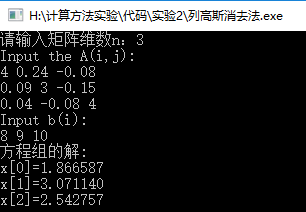 H:\计算方法实验\代码\实验2\列高斯消去法.exe
请输入矩阵维数n：3
Input the A(i,j):
4 0.24 -0.08
0.09 3 -0.15
0.04 -0.08 4
Input b(i):
8 9 10
方程组的解:
x[0]=1.866587
x[1]=3.071140
x[2]=2.542757